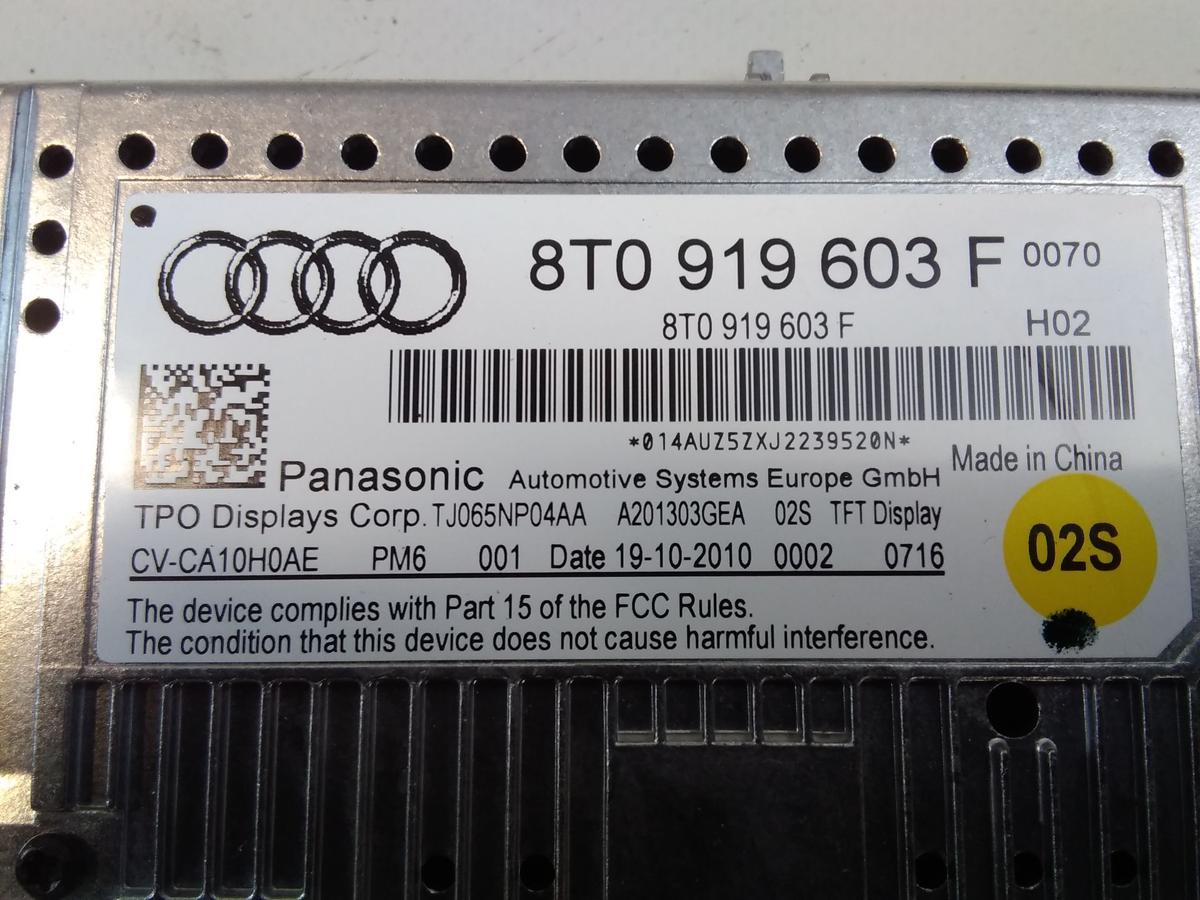 8T0 919 603 F 0070
8T0 919 603 F H02
*014AUZ5ZXJ2239520N*
Made in China
Panasonic Automotive Systems Europe GmbH
TPO Displays Corp. TJ065NP04AA A201303GEA 02S TFT Display
CV-CA10H0AE PM6 001 Date 19-10-2010 0002 0716
02S
The device complies with Part 15 of the FCC Rules.
The condition that this device does not cause harmful interference.